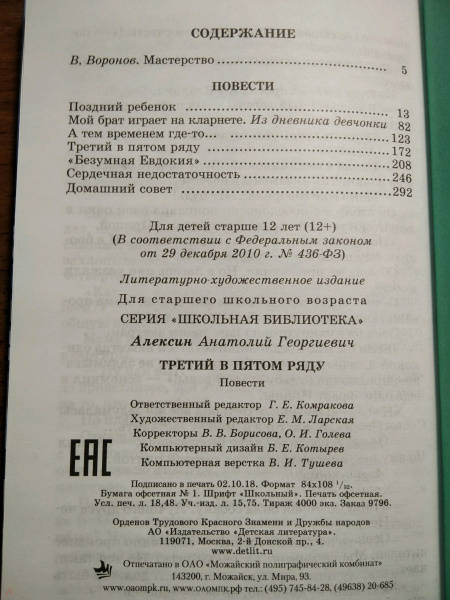 СОДЕРЖАНИЕ
В, Воронов. Мастерство 5
ПОВЕСТИ
Поздний ребенок 13
Мой брат играет на кларнете. Из дневника девчонки 82
А тем временем где-то... 123
Третий в пятом ряду 172
«Безумная Евдокия» 208
Сердечная недостаточность 246
Домашний совет 292
Для детей старше 12 лет (12+)
(В соответствии с Федеральным законом
от 29 декабря 2010 г. № 436-ФЗ)
Литературно-художественное издание
Для старшего школьного возраста
СЕРИЯ «ШКОЛЬНАЯ БИБЛИОТЕКА»
Алексин Анатолий Георгиевич
ТРЕТИЙ В ПЯТОМ РЯДУ
Повести
Ответственный редактор Г. Е. Комракова
Художественный редактор Е. М. Ларская
Корректоры В. В. Борисова, О. И. Голева
Компьютерный дизайн Б. Е. Котырев
Компьютерная верстка В. И. Тушева
ЕАС
Подписано в печать 02.10.18. Формат 84х108 1/32.
Бумага офсетная № 1. Шрифт «Школьный». Печать офсетная.
Усл. печ. л. 18,48. Уч.-изд. л. 15,75. Тираж 4000 экз. Заказ 9796.
Орденов Трудового Красного Знамени и Дружбы народов
АО «Издательство «Детская литература».
119071, Москва, 2-й Донской пр., 4.
www.detlit.ru
Отпечатано в ОАО «Можайский полиграфический комбинат»
143200, г. Можайск, ул. Мира, 93.
www.oaompk.ru, www.оаомпк.рф тел.: (495) 745-84-28, (49638) 20-685